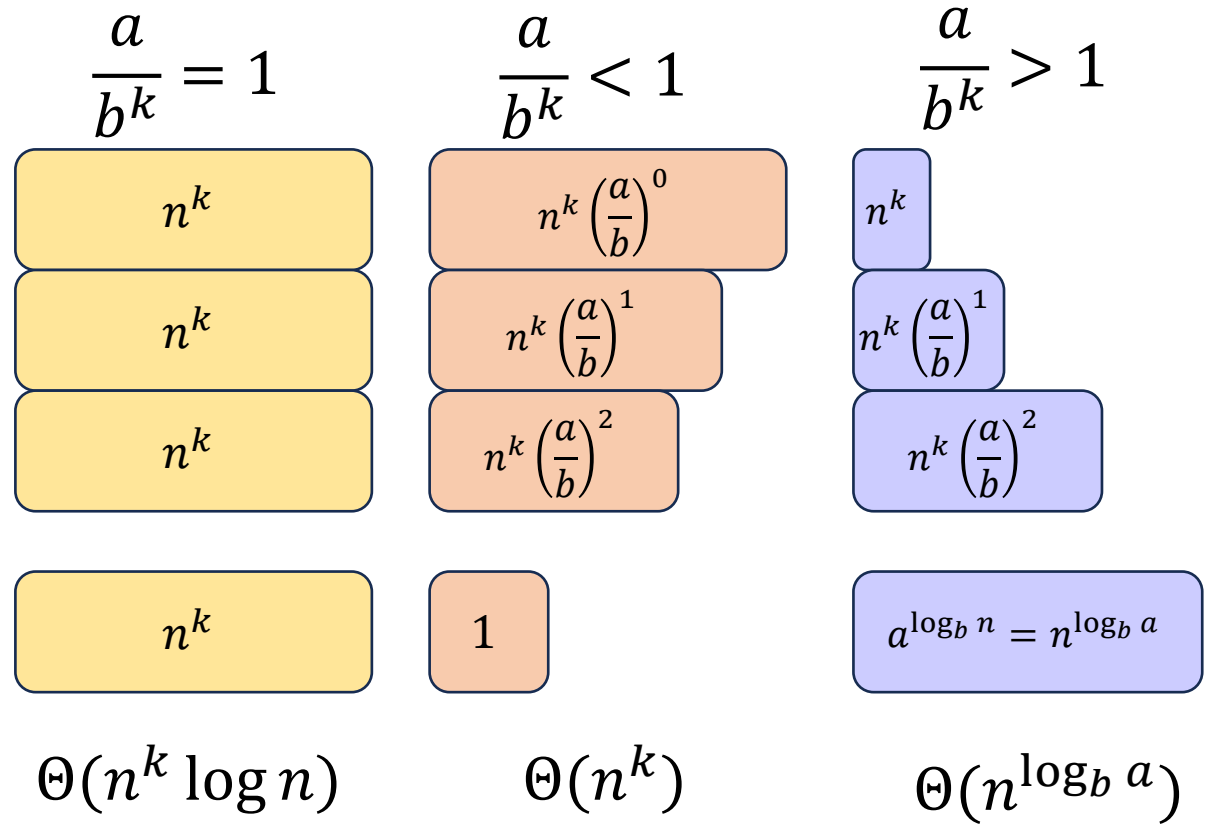 a/b^k = 1
n^k
n^k
n^k
n^k
Θ(n^k log n)
a/b^k < 1
n^k (a/b)^0
n^k (a/b)^1
n^k (a/b)^2
1
Θ(n^k)
a/b^k > 1
n^k
n^k (a/b)^1
n^k (a/b)^2
a^{log_b n} = n^{log_b a}
Θ(n^{log_b a})